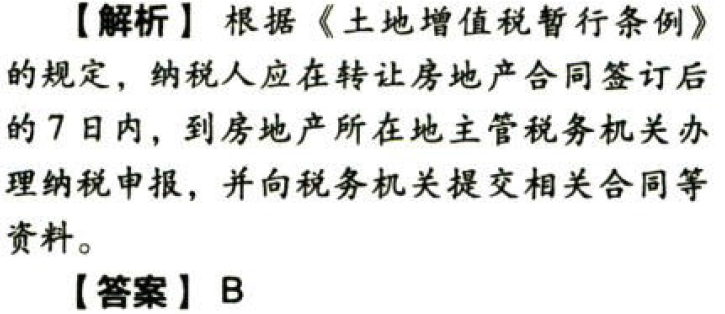 【解析】 根据《土地增值税暂行条例》
的规定，纳税人应在转让房地产合同签订后
的7日内，到房地产所在地主管税务机关办
理纳税申报，并向税务机关提交相关合同等
资料。
【答案】 B